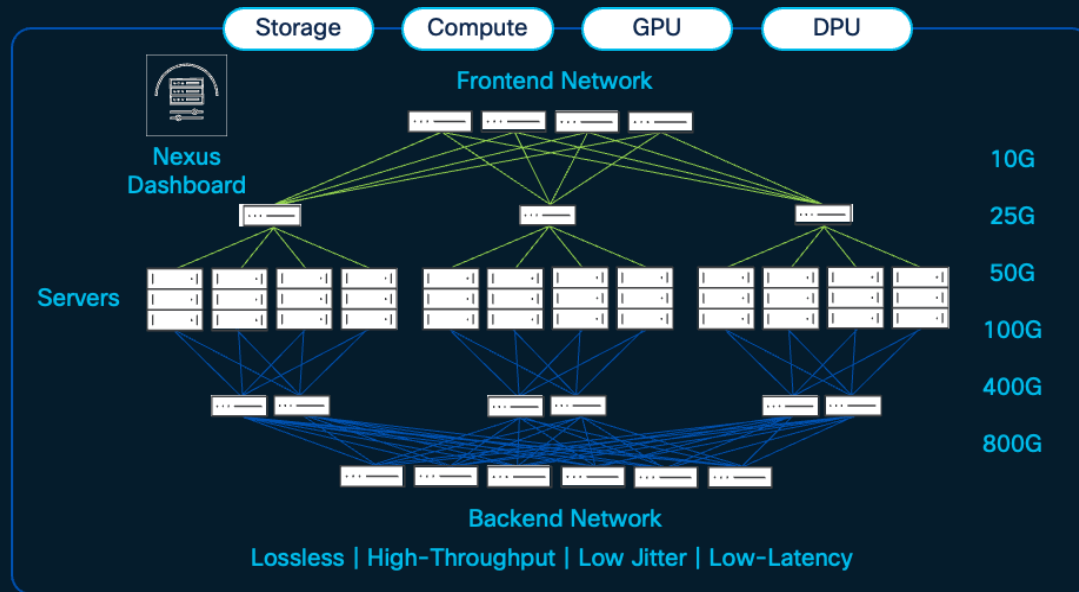 Storage
Compute
GPU
DPU
Frontend Network
Nexus
Dashboard
10G
25G
50G
Servers
100G
400G
800G
Backend Network
Lossless | High-Throughput | Low Jitter | Low-Latency